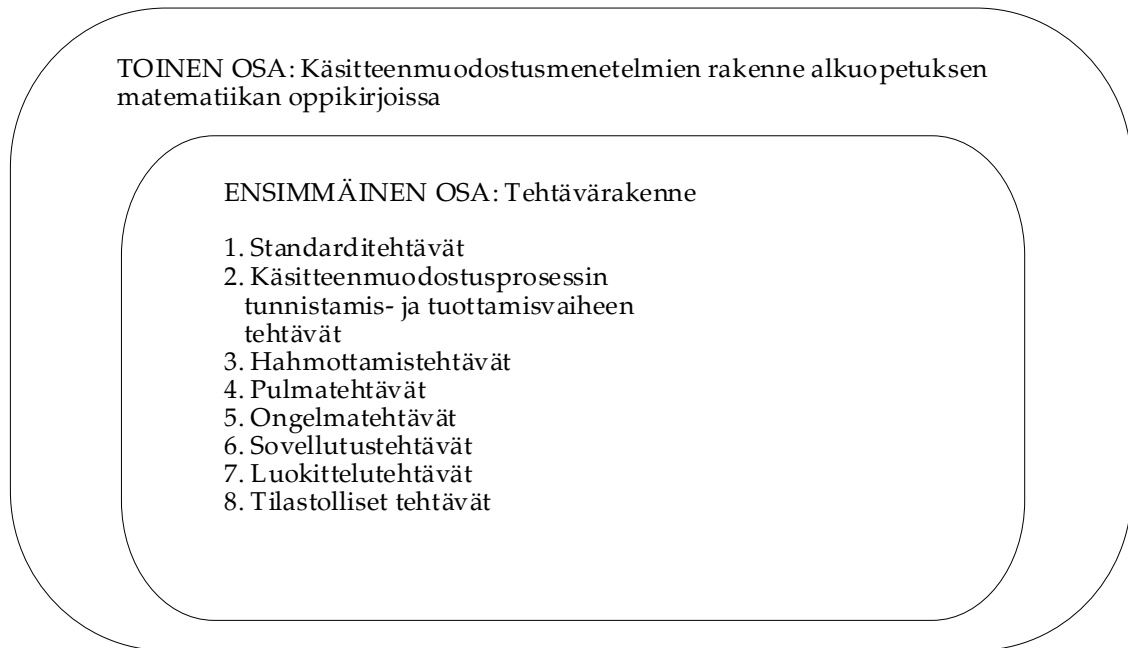 TOINEN OSA: Käsitteenmuodostusmenetelmien rakenne alkuopetuksen
matematiikan oppikirjoissa
ENSIMMÄINEN OSA: Tehtävärakenne
1. Standarditehtävät
2. Käsitteenmuodostusprosessin
tunnistamis- ja tuottamisvaiheen
tehtävät
3. Hahmottamistehtävät
4. Pulmatehtävät
5. Ongelmatehtävät
6. Sovellutustehtävät
7. Luokittelutehtävät
8. Tilastolliset tehtävät